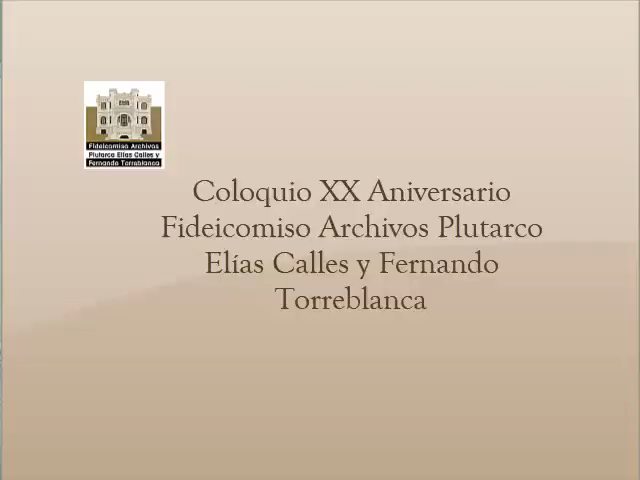 Fideicomiso Archivos
Plutarco Elías Calles y
Fernando Torreblanca
Coloquio XX Aniversario
Fideicomiso Archivos Plutarco
Elías Calles y Fernando
Torreblanca